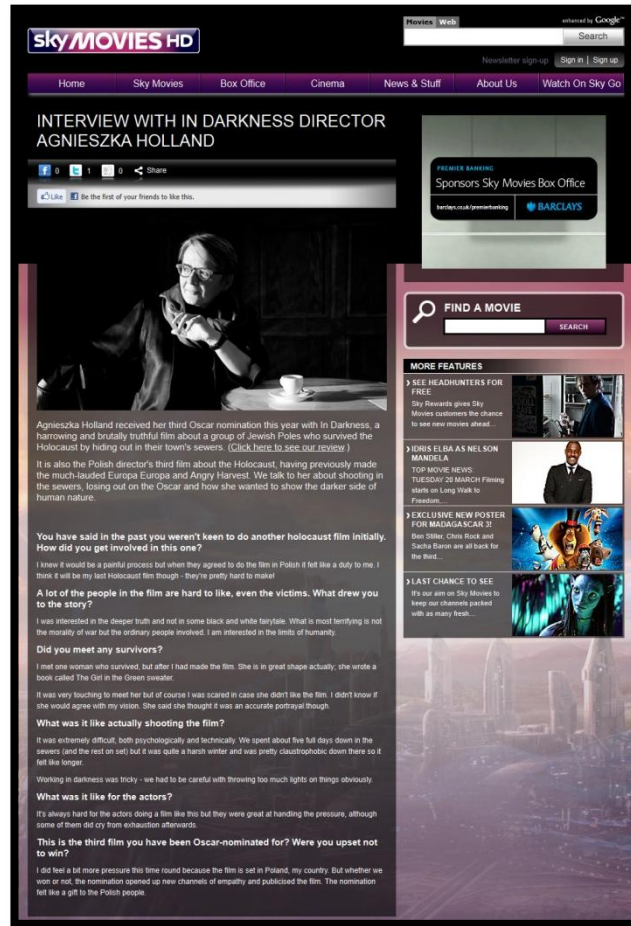 Movies Web
enhanced by Google™
sky MOVIES HD
Search
Newsletter sign-up Sign in | Sign up
Home Sky Movies Box Office Cinema News & Stuff About Us Watch On Sky Go
INTERVIEW WITH IN DARKNESS DIRECTOR
AGNIESZKA HOLLAND
0 1 0 Share
Like Be the first of your friends to like this.
PREMIER BANKING
Sponsors Sky Movies Box Office
barclays.co.uk/premierbanking BARCLAYS
FIND A MOVIE
SEARCH
Agnieszka Holland received her third Oscar nomination this year with In Darkness, a
harrowing and brutally truthful film about a group of Jewish Poles who survived the
Holocaust by hiding out in their town's sewers. (Click here to see our review.)
It is also the Polish director's third film about the Holocaust, having previously made
the much-lauded Europa Europa and Angry Harvest. We talk to her about shooting in
the sewers, losing out on the Oscar and how she wanted to show the darker side of
human nature.
You have said in the past you weren't keen to do another holocaust film initially.
How did you get involved in this one?
I knew it would be a painful process but when they agreed to do the film in Polish it felt like a duty to me. I
think it will be my last Holocaust film though - they're pretty hard to make!
A lot of the people in the film are hard to like, even the victims. What drew you
to the story?
I was interested in the deeper truth and not in some black and white fairytale. What is most terrifying is not
the morality of war but the ordinary people involved. I am interested in the limits of humanity.
Did you meet any survivors?
I met one woman who survived, but after I had made the film. She is in great shape actually; she wrote a
book called The Girl in the Green sweater.
It was very touching to meet her but of course I was scared in case she didn't like the film. I didn't know if
she would agree with my vision. She said she thought it was an accurate portrayal though.
What was it like actually shooting the film?
It was extremely difficult, both psychologically and technically. We spent about five full days down in the
sewers (and the rest on set) but it was quite a harsh winter and was pretty claustrophobic down there so it
felt like longer.
Working in darkness was tricky - we had to be careful with throwing too much lights on things obviously.
What was it like for the actors?
It's always hard for the actors doing a film like this but they were great at handling the pressure, although
some of them did cry from exhaustion afterwards.
This is the third film you have been Oscar-nominated for? Were you upset not
to win?
I did feel a bit more pressure this time round because the film is set in Poland, my country. But whether we
won or not, the nomination opened up new channels of empathy and publicised the film. The nomination
felt like a gift to the Polish people.
MORE FEATURES
SEE HEADHUNTERS FOR
FREE
Sky Rewards gives Sky
Movies customers the chance
to see new movies ahead...
IDRIS ELBA AS NELSON
MANDELA
TOP MOVIE NEWS:
TUESDAY 20 MARCH Filming
starts on Long Walk to
Freedom,...
EXCLUSIVE NEW POSTER
FOR MADAGASCAR 3!
Ben Stiller, Chris Rock and
Sacha Baron are all back for
the third...
LAST CHANCE TO SEE
It's our aim on Sky Movies to
keep our channels packed
with as many fresh...